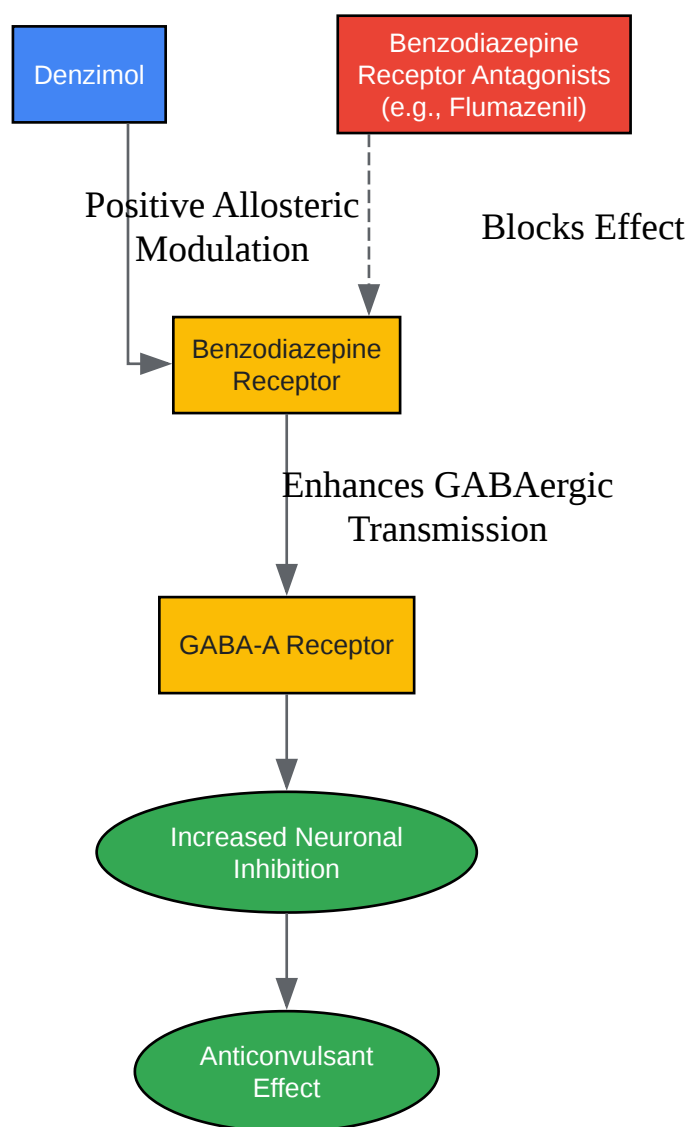 Denzimol
Benzodiazepine
Receptor Antagonists
(e.g., Flumazenil)
Positive Allosteric
Modulation
Blocks Effect
Benzodiazepine
Receptor
Enhances GABAergic
Transmission
GABA-A Receptor
Increased Neuronal
Inhibition
Anticonvulsant
Effect